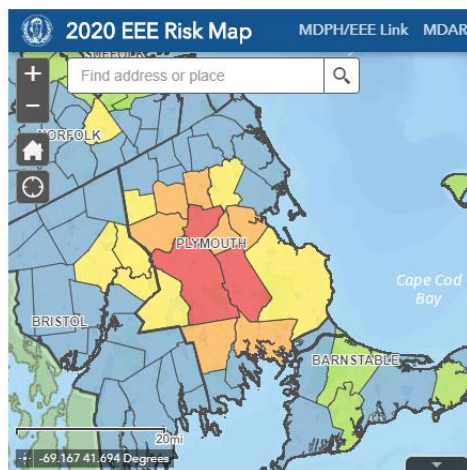 2020 EEE Risk Map
MDPH/EEE Link
MDAR
+
Find address or place
−
NORFOLK
PLYMOUTH
Cape Cod
Bay
BRISTOL
BARNSTABLE
20mi
-69.167 41.694 Degrees